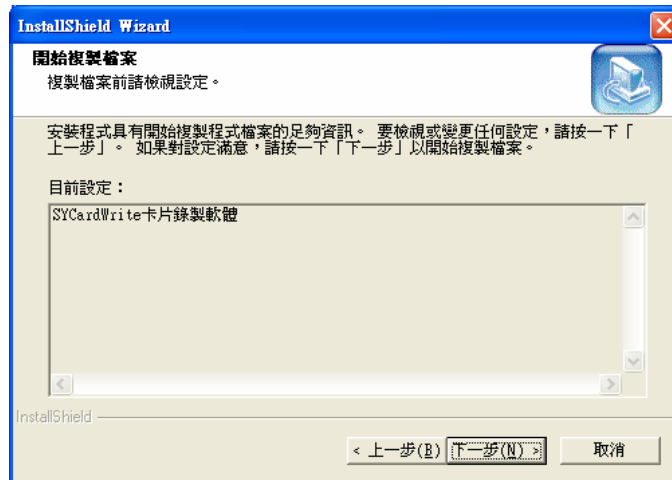 InstallShield Wizard
開始複製檔案
複製檔案前請檢視設定。
安裝程式具有開始複製程式檔案的足夠資訊。 要檢視或變更任何設定，請按一下「
上一步」。 如果對設定滿意，請按一下「下一步」以開始複製檔案。
目前設定：
SYCardWrite卡片錄製軟體
InstallShield
< 上一步(B) 下一步(N) > 取消